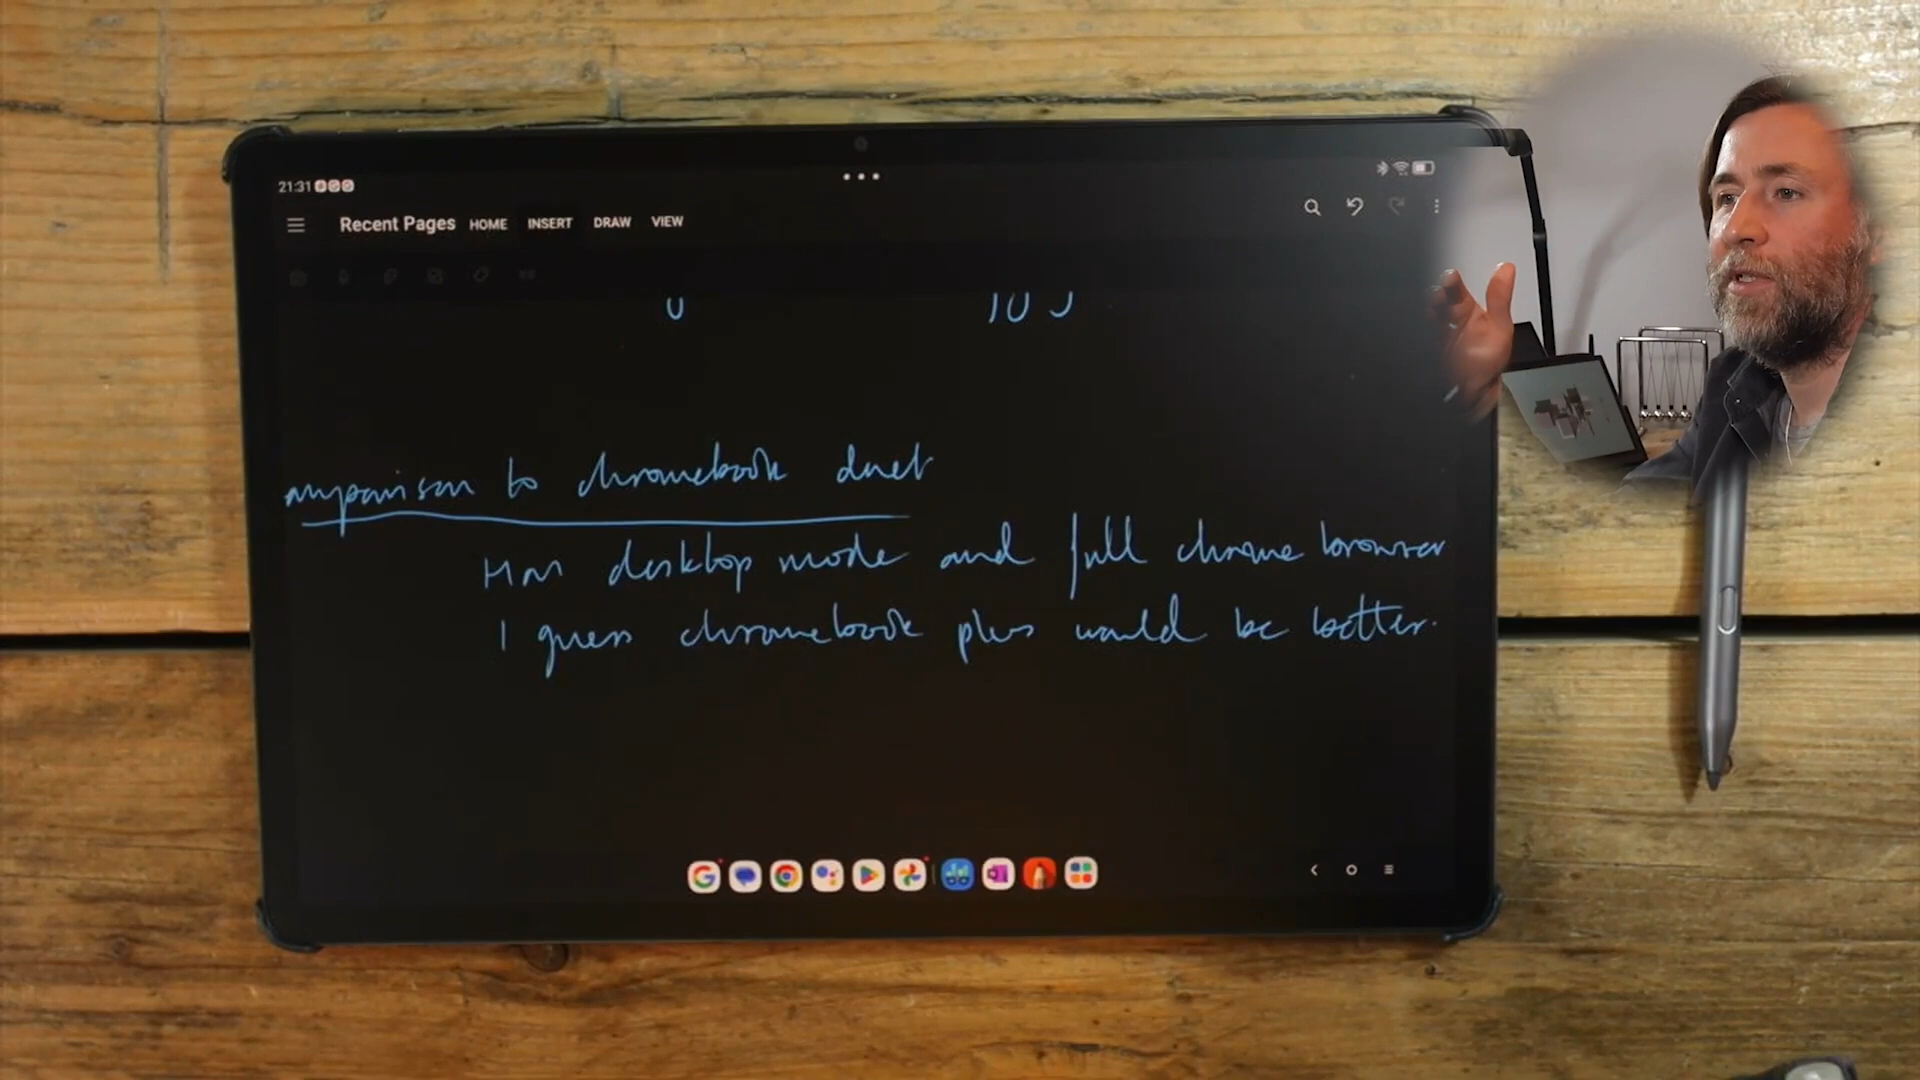 21:31
Recent Pages HOME INSERT DRAW VIEW
comparison to chromebook duet
Has desktop mode and full chrome browser
I guess chromebook plus would be better.